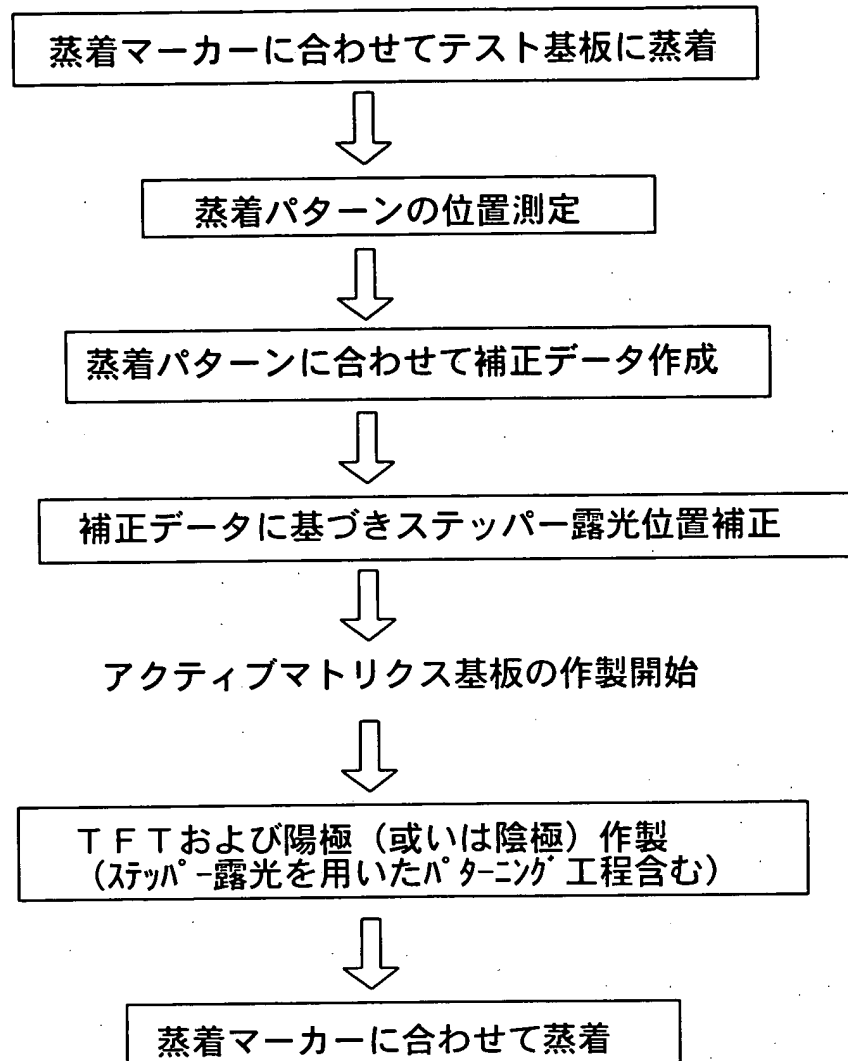 蒸着マーカーに合わせてテスト基板に蒸着
蒸着パターンの位置測定
蒸着パターンに合わせて補正データ作成
補正データに基づきステッパー露光位置補正
アクティブマトリクス基板の作製開始
ＴＦＴおよび陽極（或いは陰極）作製
（ｽﾃｯﾊﾟｰ露光を用いたﾊﾟﾀｰﾆﾝｸﾞ工程含む）
蒸着マーカーに合わせて蒸着